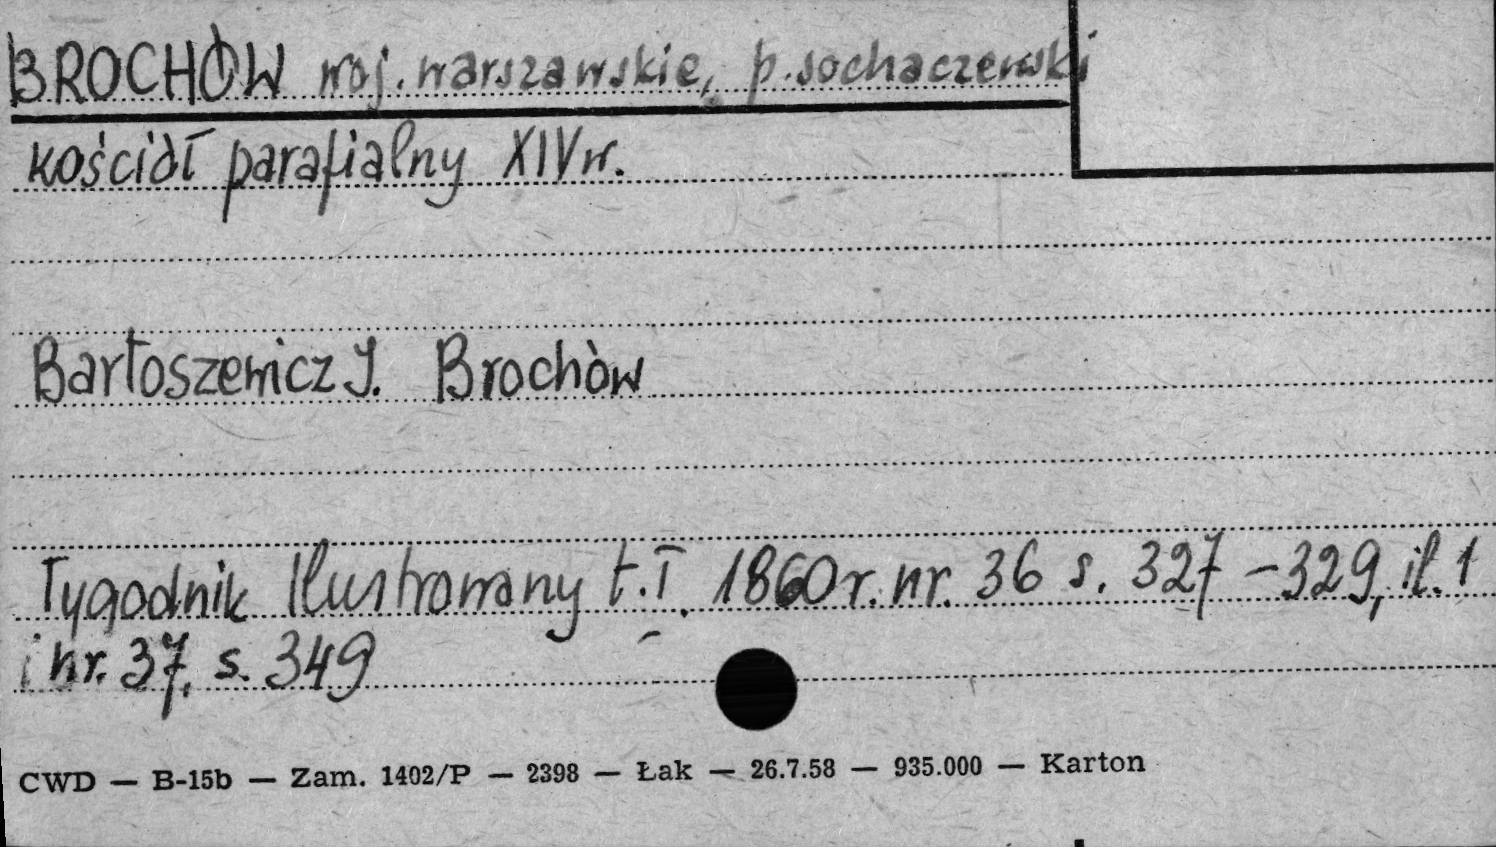 BROCHÓW woj. warszawskie, p. sochaczewski
kościół parafialny XIV w.
Bartoszewicz J. Brochów
Tygodnik Ilustrowany t. I. 1860 r. nr. 36 s. 327 – 329, il. 1
i nr. 37, s. 349
CWD — B-15b — Zam. 1402/P — 2398 — Łak — 26.7.58 — 935.000 — Karton